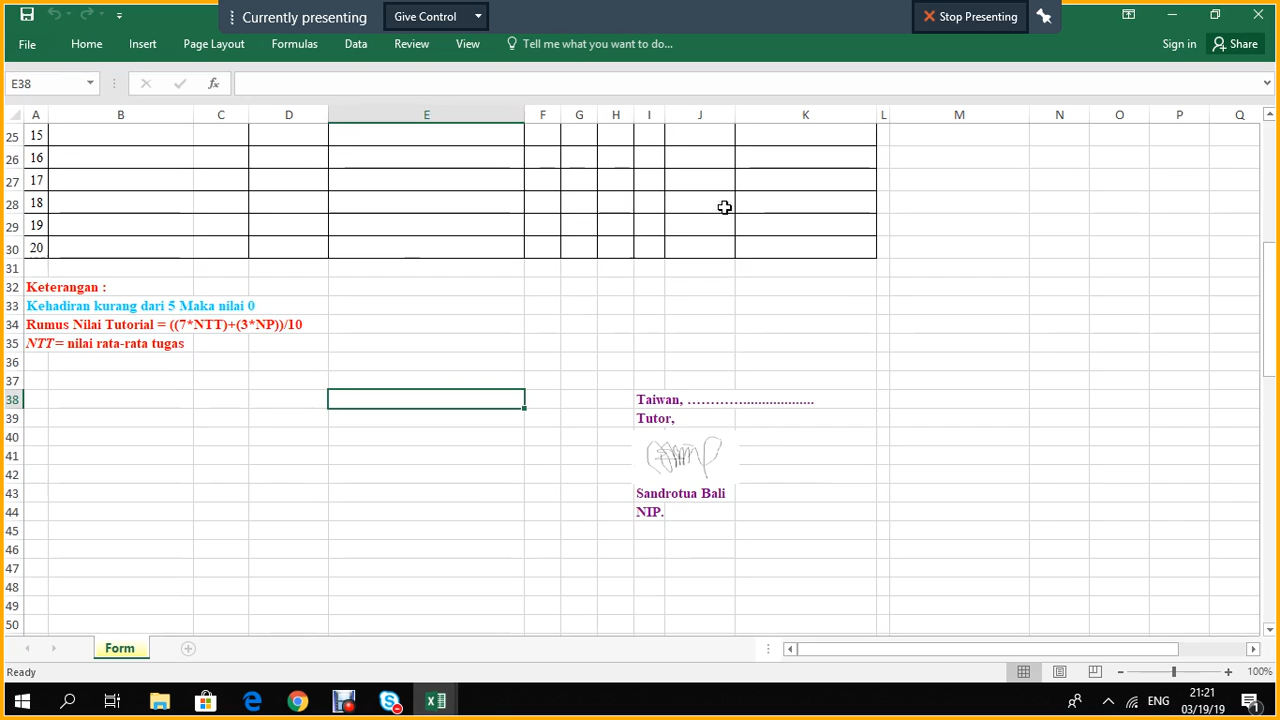 Currently presenting
Give Control
Stop Presenting
File Home Insert Page Layout Formulas Data Review View Tell me what you want to do... Sign in Share
E38 fx
A B C D E F G H I J K L M N O P Q
25 15
26 16
27 17
28 18
29 19
30 20
31
32 Keterangan :
33 Kehadiran kurang dari 5 Maka nilai 0
34 Rumus Nilai Tutorial = ((7*NTT)+(3*NP))/10
35 NTT = nilai rata-rata tugas
36
37
38 Taiwan, …………...................
39 Tutor,
40
41
42
43 Sandrotua Bali
44 NIP.
45
46
47
48
49
50
Form
Ready 100%
ENG 21:21
03/19/19 1